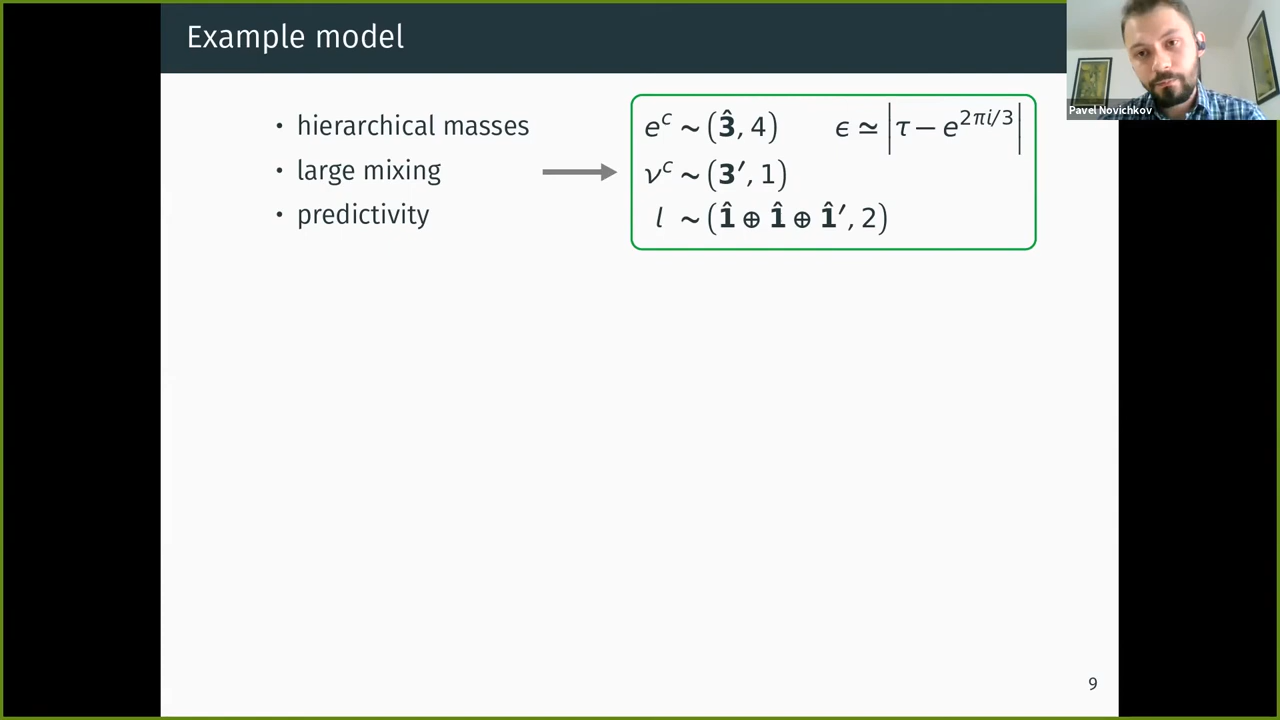 Example model
Pavel Novichkov
· hierarchical masses
· large mixing
· predictivity
e^c ~ (3̂, 4)   ϵ ≃ |τ − e^{2πi/3}|
ν^c ~ (3′, 1)
l ~ (1̂ ⊕ 1̂ ⊕ 1̂′, 2)
9